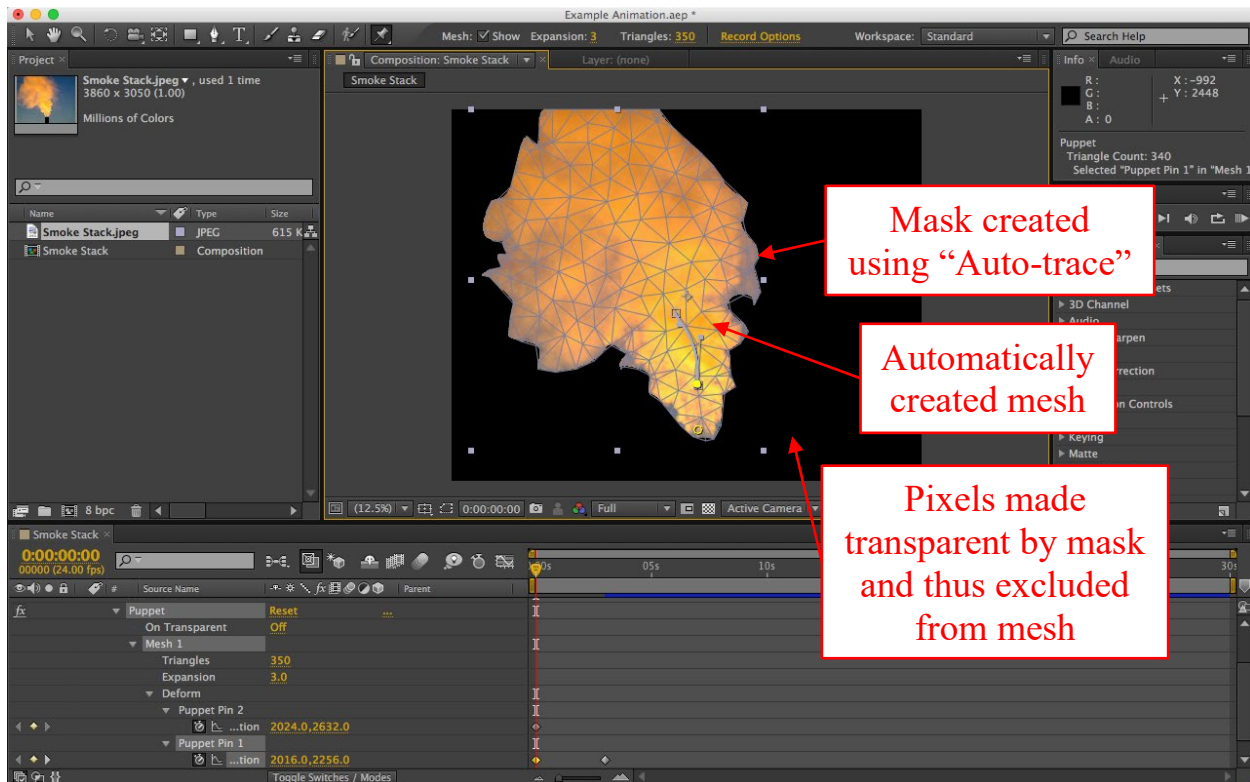 Example Animation.aep *
Mesh: Show Expansion: 3 Triangles: 350 Record Options Workspace: Standard Search Help
Project
Smoke Stack.jpeg , used 1 time
3860 x 3050 (1.00)
Millions of Colors
Name Type Size
Smoke Stack.jpeg JPEG 615 K
Smoke Stack Composition
8 bpc
Composition: Smoke Stack Layer: (none)
Smoke Stack
(12.5%) 0:00:00:00 Full Active Camera
Info Audio
R : X : -992
G : Y : 2448
B :
A : 0
Puppet
Triangle Count: 340
Selected "Puppet Pin 1" in "Mesh 1
3D Channel
Keying
Matte
Mask created
using “Auto-trace”
Automatically
created mesh
Pixels made
transparent by mask
and thus excluded
from mesh
Smoke Stack
0:00:00:00
00000 (24.00 fps)
# Source Name Parent
05s 10s
fx Puppet Reset ...
On Transparent Off
Mesh 1
Triangles 350
Expansion 3.0
Deform
Puppet Pin 2
...tion 2024.0,2632.0
Puppet Pin 1
...tion 2016.0,2256.0
Toggle Switches / Modes